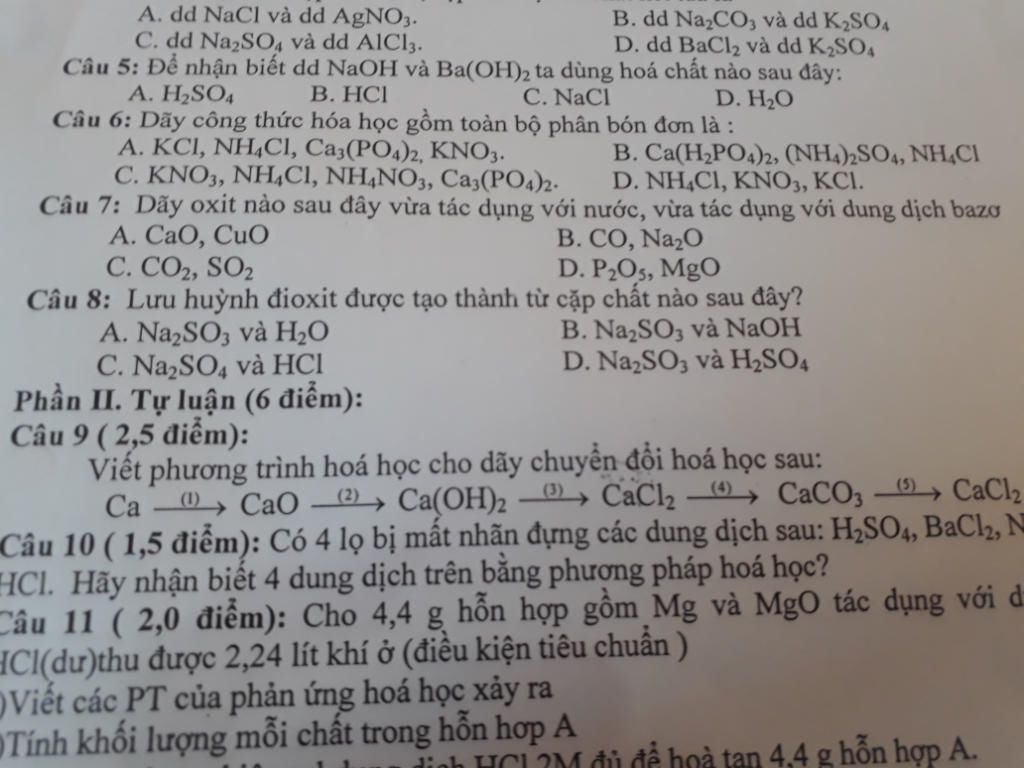 A. dd NaCl và dd AgNO₃. B. dd Na₂CO₃ và dd K₂SO₄
C. dd Na₂SO₄ và dd AlCl₃. D. dd BaCl₂ và dd K₂SO₄
Câu 5: Để nhận biết dd NaOH và Ba(OH)₂ ta dùng hoá chất nào sau đây:
A. H₂SO₄ B. HCl C. NaCl D. H₂O
Câu 6: Dãy công thức hóa học gồm toàn bộ phân bón đơn là :
A. KCl, NH₄Cl, Ca₃(PO₄)₂, KNO₃. B. Ca(H₂PO₄)₂, (NH₄)₂SO₄, NH₄Cl
C. KNO₃, NH₄Cl, NH₄NO₃, Ca₃(PO₄)₂. D. NH₄Cl, KNO₃, KCl.
Câu 7: Dãy oxit nào sau đây vừa tác dụng với nước, vừa tác dụng với dung dịch bazơ
A. CaO, CuO B. CO, Na₂O
C. CO₂, SO₂ D. P₂O₅, MgO
Câu 8: Lưu huỳnh đioxit được tạo thành từ cặp chất nào sau đây?
A. Na₂SO₃ và H₂O B. Na₂SO₃ và NaOH
C. Na₂SO₄ và HCl D. Na₂SO₃ và H₂SO₄
Phần II. Tự luận (6 điểm):
Câu 9 ( 2,5 điểm):
Viết phương trình hoá học cho dãy chuyển đổi hoá học sau:
Ca —(1)→ CaO —(2)→ Ca(OH)₂ —(3)→ CaCl₂ —(4)→ CaCO₃ —(5)→ CaCl₂
Câu 10 ( 1,5 điểm): Có 4 lọ bị mất nhãn đựng các dung dịch sau: H₂SO₄, BaCl₂, N
HCl. Hãy nhận biết 4 dung dịch trên bằng phương pháp hoá học?
Câu 11 ( 2,0 điểm): Cho 4,4 g hỗn hợp gồm Mg và MgO tác dụng với d
HCl(dư)thu được 2,24 lít khí ở (điều kiện tiêu chuẩn )
)Viết các PT của phản ứng hoá học xảy ra
)Tính khối lượng mỗi chất trong hỗn hơp A
dịch HCl 2M đủ để hoà tan 4,4 g hỗn hợp A.